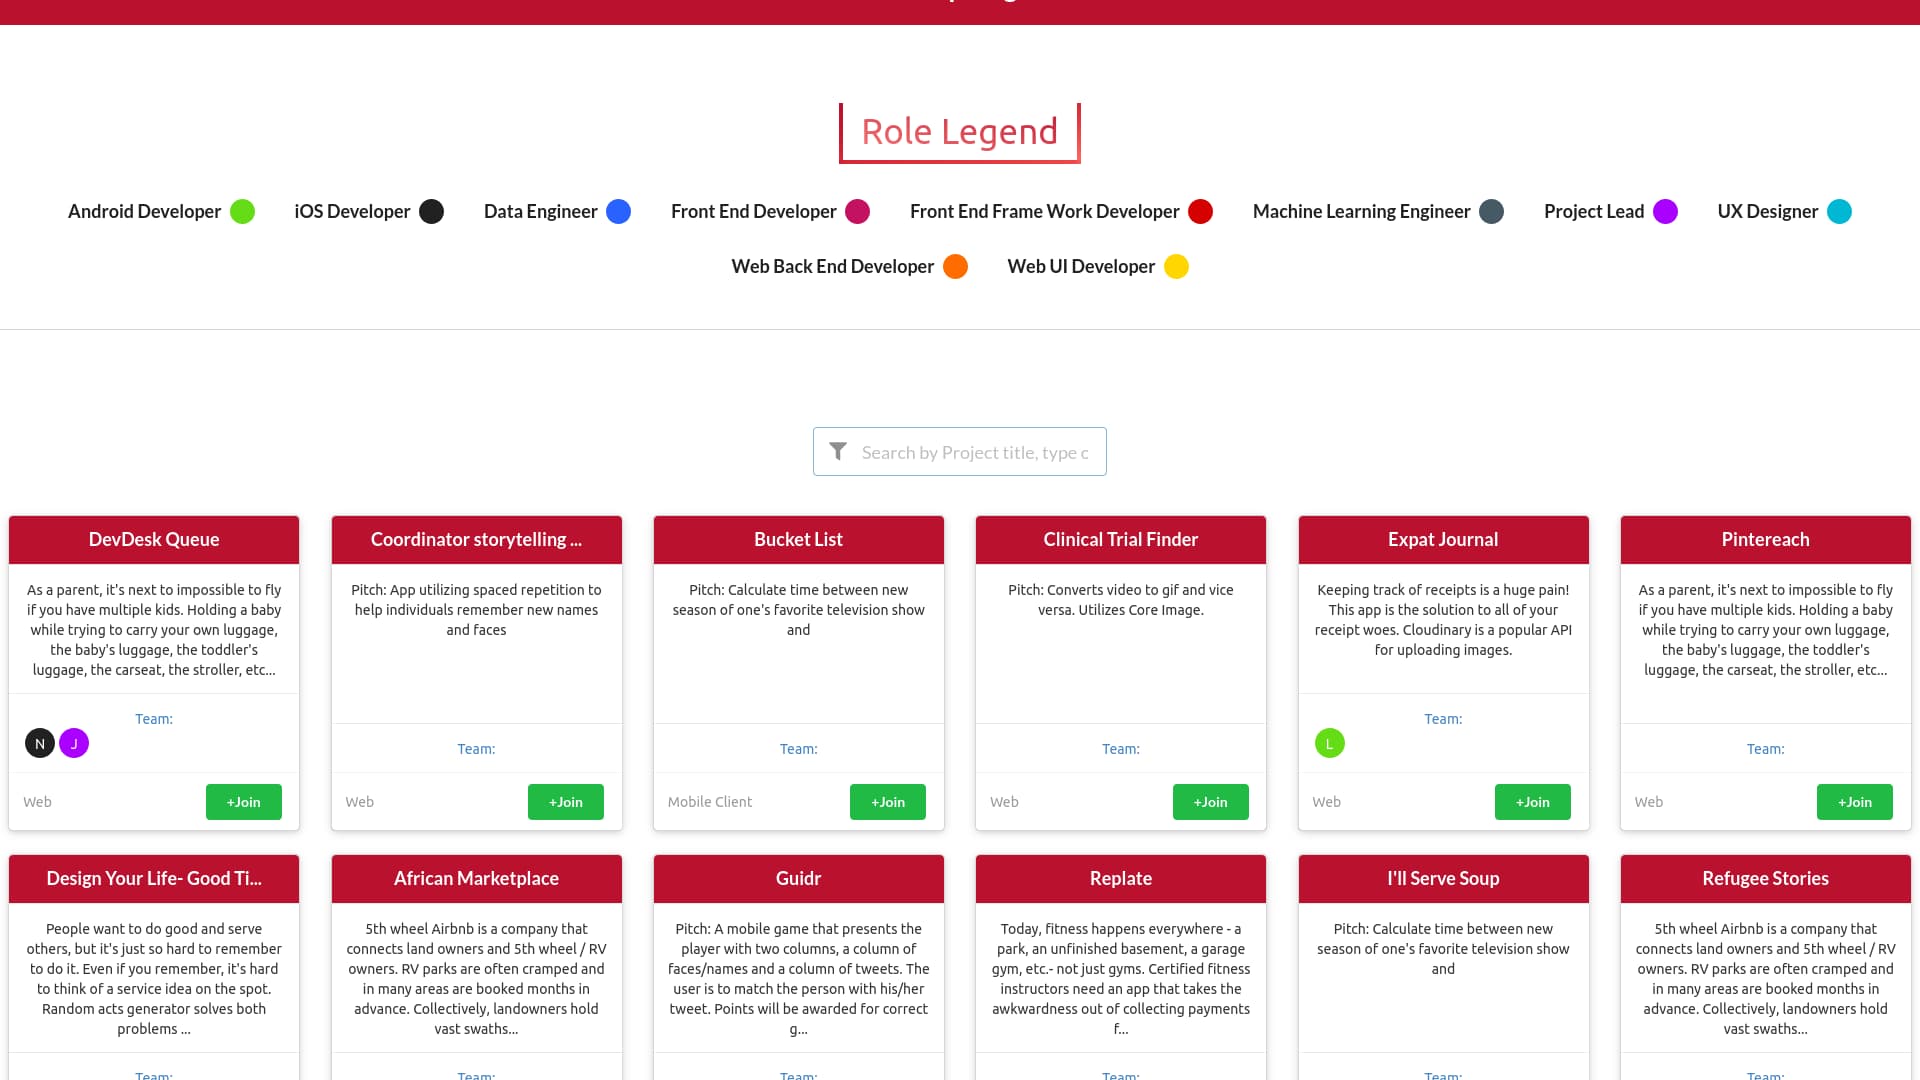 Role Legend
Android Developer
iOS Developer
Data Engineer
Front End Developer
Front End Frame Work Developer
Machine Learning Engineer
Project Lead
UX Designer
Web Back End Developer
Web UI Developer
Search by Project title, type c
DevDesk Queue
As a parent, it's next to impossible to fly
if you have multiple kids. Holding a baby
while trying to carry your own luggage,
the baby's luggage, the toddler's
luggage, the carseat, the stroller, etc...
Team:
N
J
Web
+Join
Coordinator storytelling ...
Pitch: App utilizing spaced repetition to
help individuals remember new names
and faces
Team:
Web
+Join
Bucket List
Pitch: Calculate time between new
season of one's favorite television show
and
Team:
Mobile Client
+Join
Clinical Trial Finder
Pitch: Converts video to gif and vice
versa. Utilizes Core Image.
Team:
Web
+Join
Expat Journal
Keeping track of receipts is a huge pain!
This app is the solution to all of your
receipt woes. Cloudinary is a popular API
for uploading images.
Team:
L
Web
+Join
Pintereach
As a parent, it's next to impossible to fly
if you have multiple kids. Holding a baby
while trying to carry your own luggage,
the baby's luggage, the toddler's
luggage, the carseat, the stroller, etc...
Team:
Web
+Join
Design Your Life- Good Ti...
People want to do good and serve
others, but it's just so hard to remember
to do it. Even if you remember, it's hard
to think of a service idea on the spot.
Random acts generator solves both
problems ...
Team:
African Marketplace
5th wheel Airbnb is a company that
connects land owners and 5th wheel / RV
owners. RV parks are often cramped and
in many areas are booked months in
advance. Collectively, landowners hold
vast swaths...
Team:
Guidr
Pitch: A mobile game that presents the
player with two columns, a column of
faces/names and a column of tweets. The
user is to match the person with his/her
tweet. Points will be awarded for correct
g...
Team:
Replate
Today, fitness happens everywhere - a
park, an unfinished basement, a garage
gym, etc.- not just gyms. Certified fitness
instructors need an app that takes the
awkwardness out of collecting payments
f...
Team:
I'll Serve Soup
Pitch: Calculate time between new
season of one's favorite television show
and
Team:
Refugee Stories
5th wheel Airbnb is a company that
connects land owners and 5th wheel / RV
owners. RV parks are often cramped and
in many areas are booked months in
advance. Collectively, landowners hold
vast swaths...
Team: